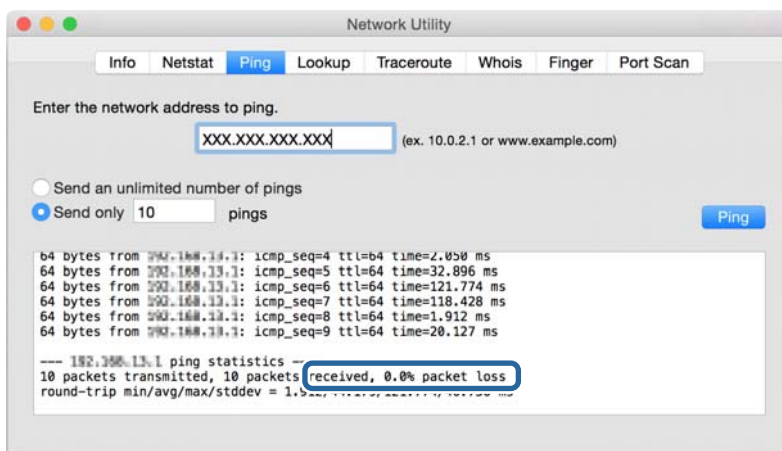 Network Utility
Info Netstat Ping Lookup Traceroute Whois Finger Port Scan
Enter the network address to ping.
XXX.XXX.XXX.XXX (ex. 10.0.2.1 or www.example.com)
Send an unlimited number of pings
Send only 10 pings
Ping
64 bytes from icmp_seq=4 ttl=64 time=2.050 ms
64 bytes from icmp_seq=5 ttl=64 time=32.896 ms
64 bytes from icmp_seq=6 ttl=64 time=121.774 ms
64 bytes from icmp_seq=7 ttl=64 time=118.428 ms
64 bytes from icmp_seq=8 ttl=64 time=1.912 ms
64 bytes from icmp_seq=9 ttl=64 time=20.127 ms
--- ping statistics --
10 packets transmitted, 10 packets received, 0.0% packet loss
round-trip min/avg/max/stddev = ms